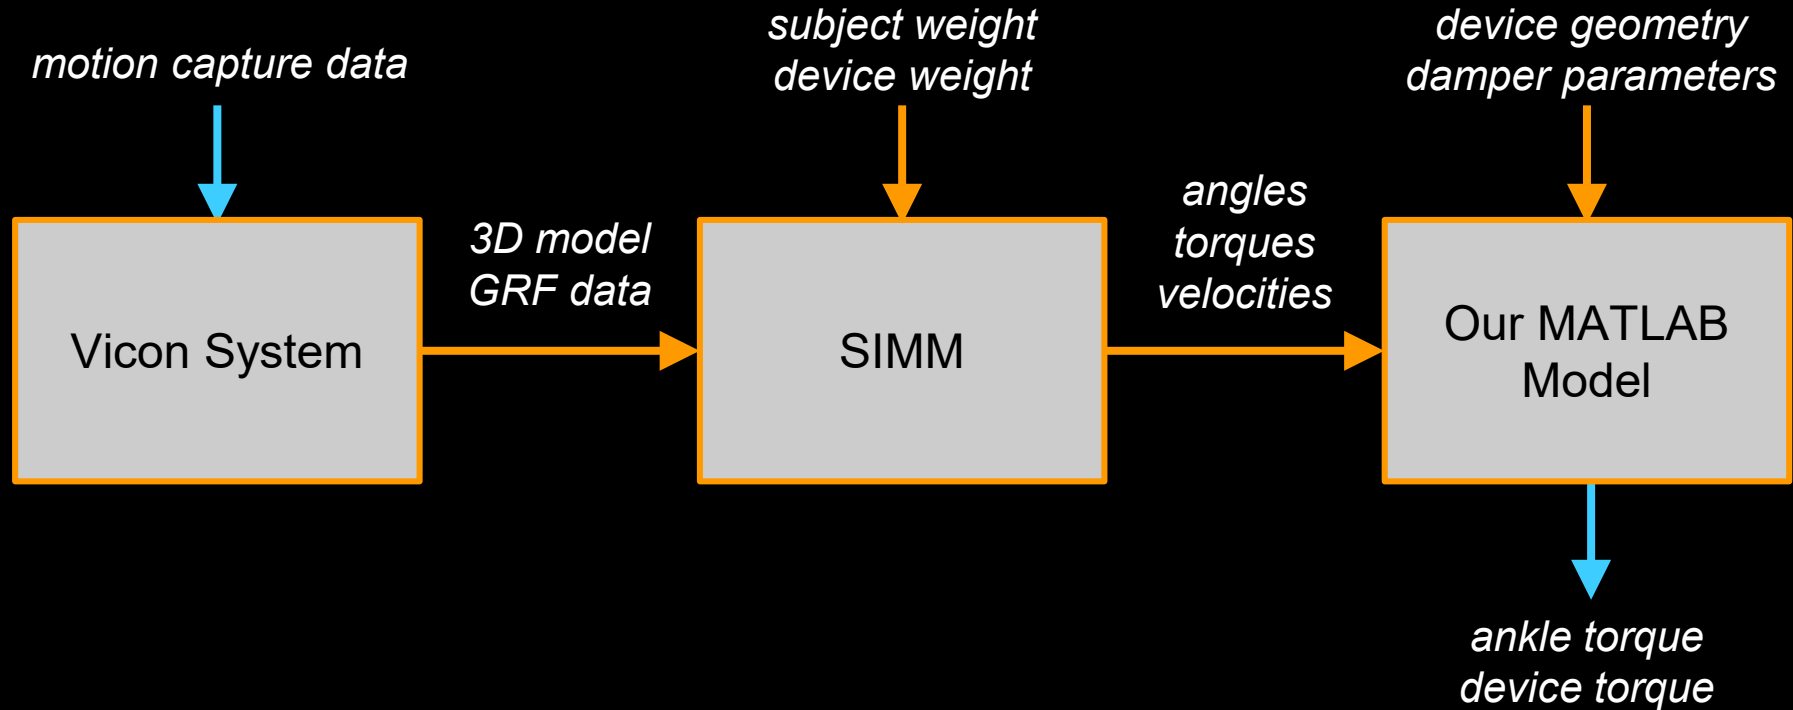 motion capture data
subject weight
device weight
device geometry
damper parameters
Vicon System
3D model
GRF data
SIMM
angles
torques
velocities
Our MATLAB
Model
ankle torque
device torque